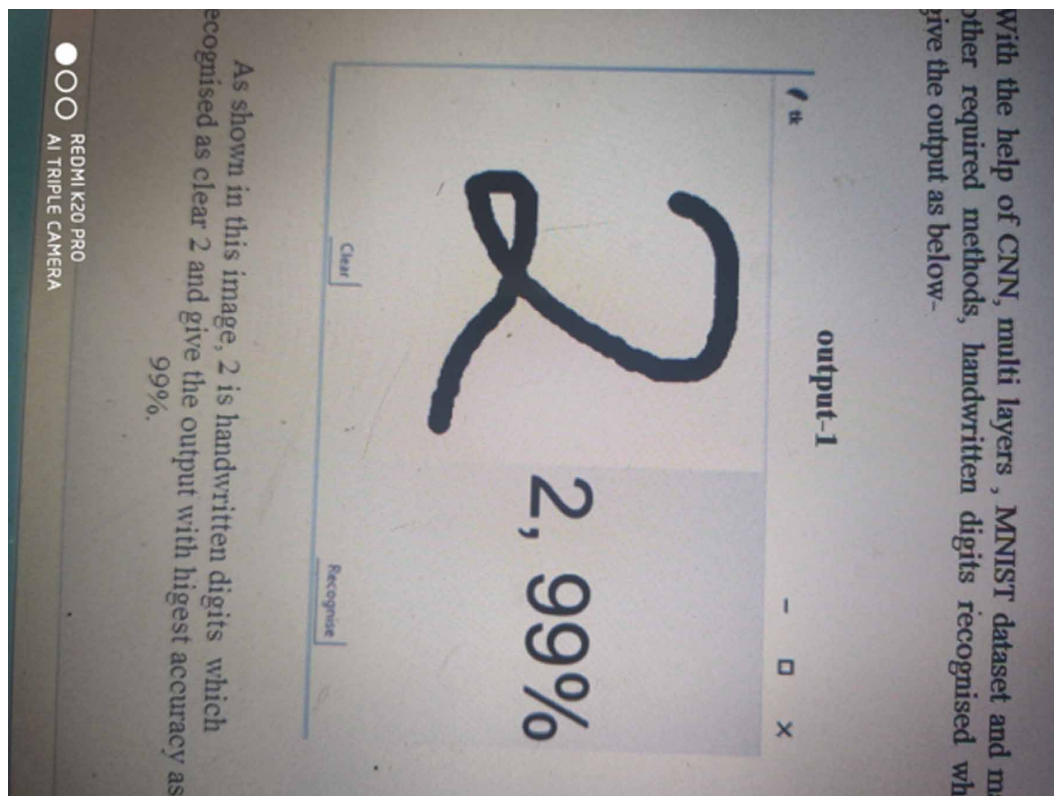 With the help of CNN, multi layers , MNIST dataset and
other required methods, handwritten digits recognised
give the output as below-
output-1
tk
2
2, 99%
Clear Recognise
As shown in this image, 2 is handwritten digits which
ecognised as clear 2 and give the output with higest accuracy as
99%.
REDMI K20 PRO
AI TRIPLE CAMERA